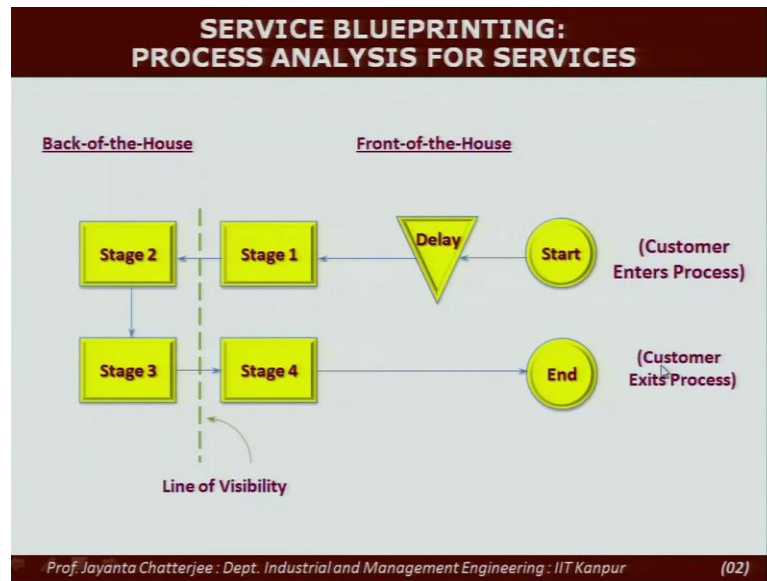 SERVICE BLUEPRINTING:
PROCESS ANALYSIS FOR SERVICES
Back-of-the-House
Front-of-the-House
Stage 2
Stage 1
Delay
Start
(Customer
Enters Process)
Stage 3
Stage 4
End
(Customer
Exits Process)
Line of Visibility
Prof. Jayanta Chatterjee : Dept. Industrial and Management Engineering : IIT Kanpur
(02)